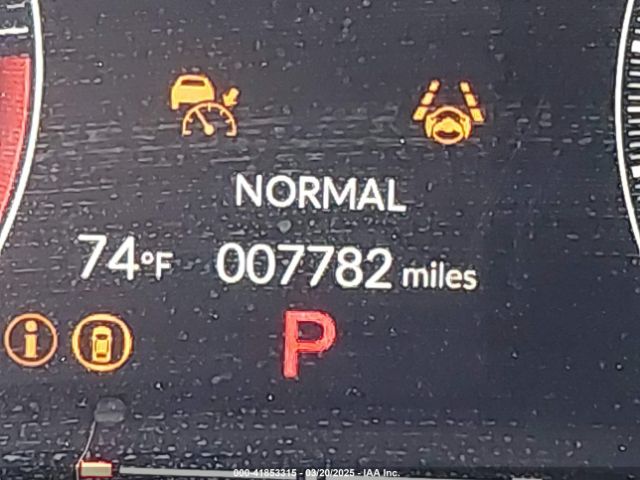 NORMAL
74°F 007782 miles
i P
000-41853315 - 03/20/2025 - IAA Inc.